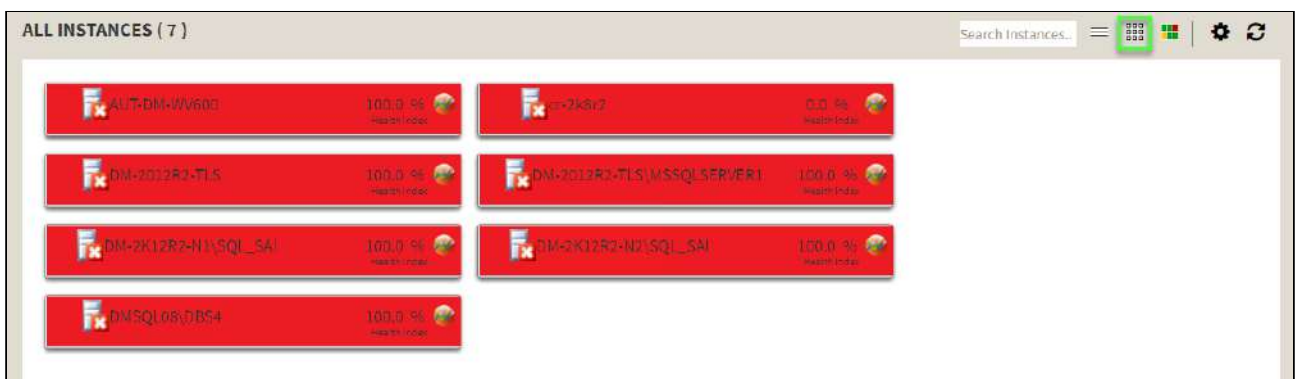 ALL INSTANCES ( 7 )
Search Instances..
AUT-DM-WV600 100.0 %
Health Index
-2k8r2 0.0 %
Health Index
DM-2012R2-TLS 100.0 %
Health Index
DM-2012R2-TLS\MSSQLSERVER1 100.0 %
Health Index
DM-2K12R2-N1\SQL_SAI 100.0 %
Health Index
DM-2K12R2-N2\SQL_SAI 100.0 %
Health Index
DMSQL08\DBS4 100.0 %
Health Index